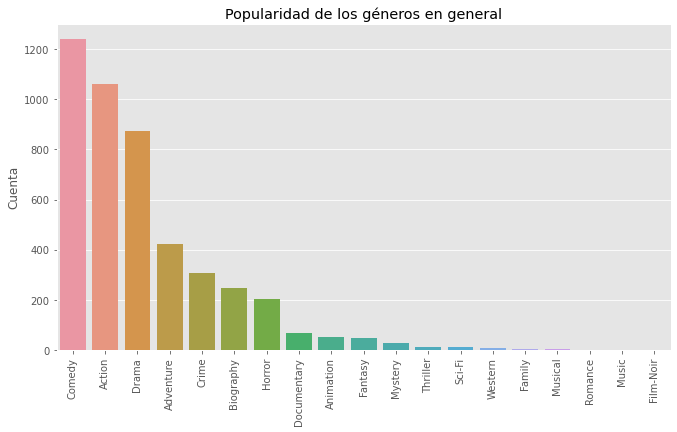 Popularidad de los géneros en general
Cuenta
1200
1000
800
600
400
200
0
Comedy
Action
Drama
Adventure
Crime
Biography
Horror
Documentary
Animation
Fantasy
Mystery
Thriller
Sci-Fi
Western
Family
Musical
Romance
Music
Film-Noir